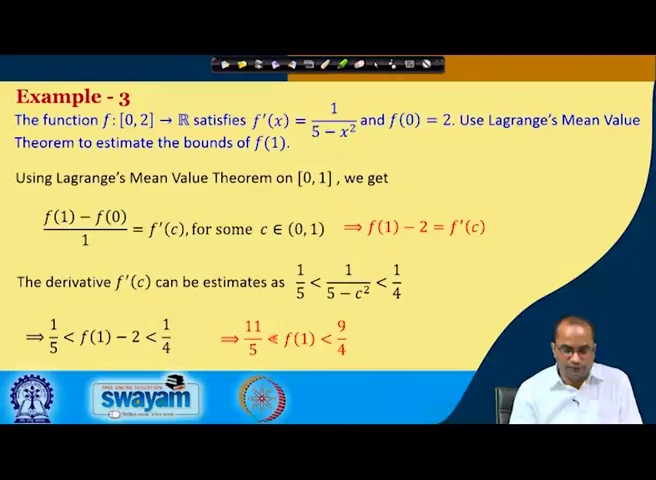 Example - 3
The function f: [0, 2] → ℝ satisfies f′(x) = 1/(5 − x²) and f(0) = 2. Use Lagrange's Mean Value
Theorem to estimate the bounds of f(1).
Using Lagrange's Mean Value Theorem on [0, 1] , we get
(f(1) − f(0))/1 = f′(c), for some c ∈ (0, 1) ⟹ f(1) − 2 = f′(c)
The derivative f′(c) can be estimates as 1/5 < 1/(5 − c²) < 1/4
⟹ 1/5 < f(1) − 2 < 1/4 ⟹ 11/5 < f(1) < 9/4
FREE ONLINE EDUCATION
swayam